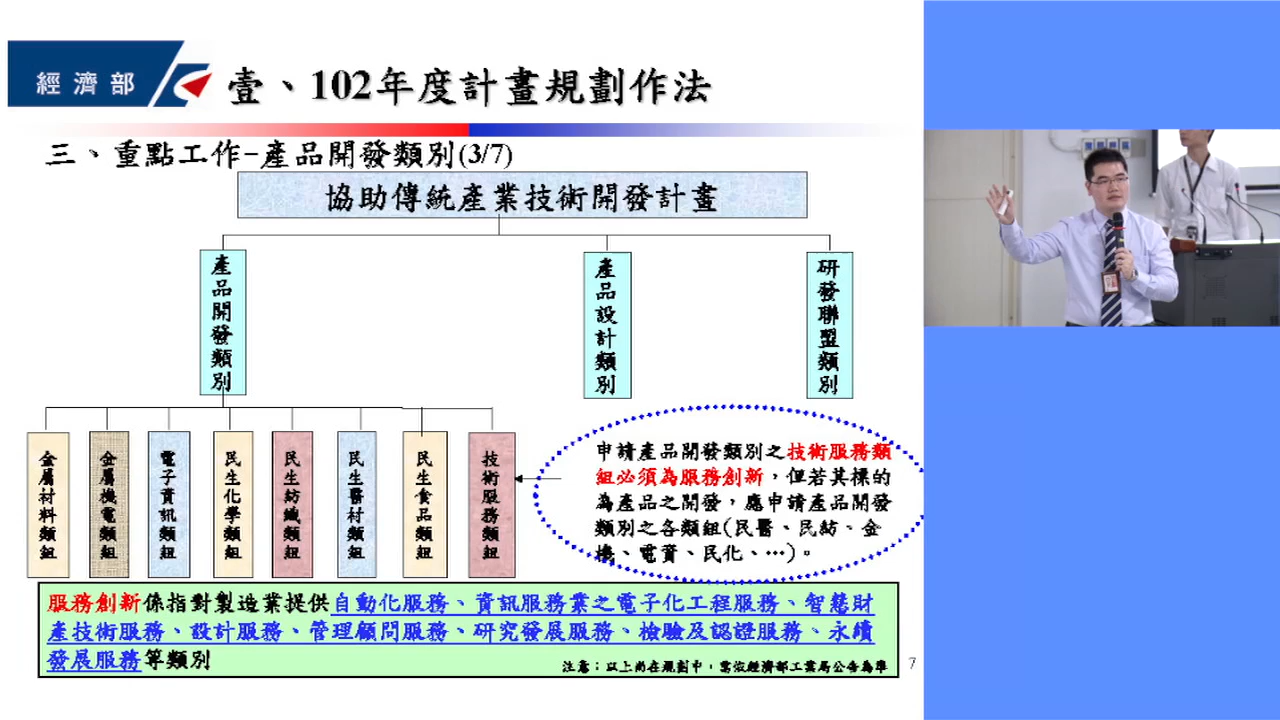 經濟部
壹、102年度計畫規劃作法
三、重點工作-產品開發類別(3/7)
協助傳統產業技術開發計畫
產品開發類別
產品設計類別
研發聯盟類別
金屬材料類組
金屬機電類組
電子資訊類組
民生化學類組
民生紡織類組
民生醫材類組
民生食品類組
技術服務類組
申請產品開發類別之技術服務類
組必須為服務創新，但若其標的
為產品之開發，應申請產品開發
類別之各類組(民醫、民紡、金
機、電資、民化、…)。
服務創新係指對製造業提供自動化服務、資訊服務業之電子化工程服務、智慧財
產技術服務、設計服務、管理顧問服務、研究發展服務、檢驗及認證服務、永續
發展服務等類別
注意：以上尚在規劃中，需依經濟部工業局公告為準
7